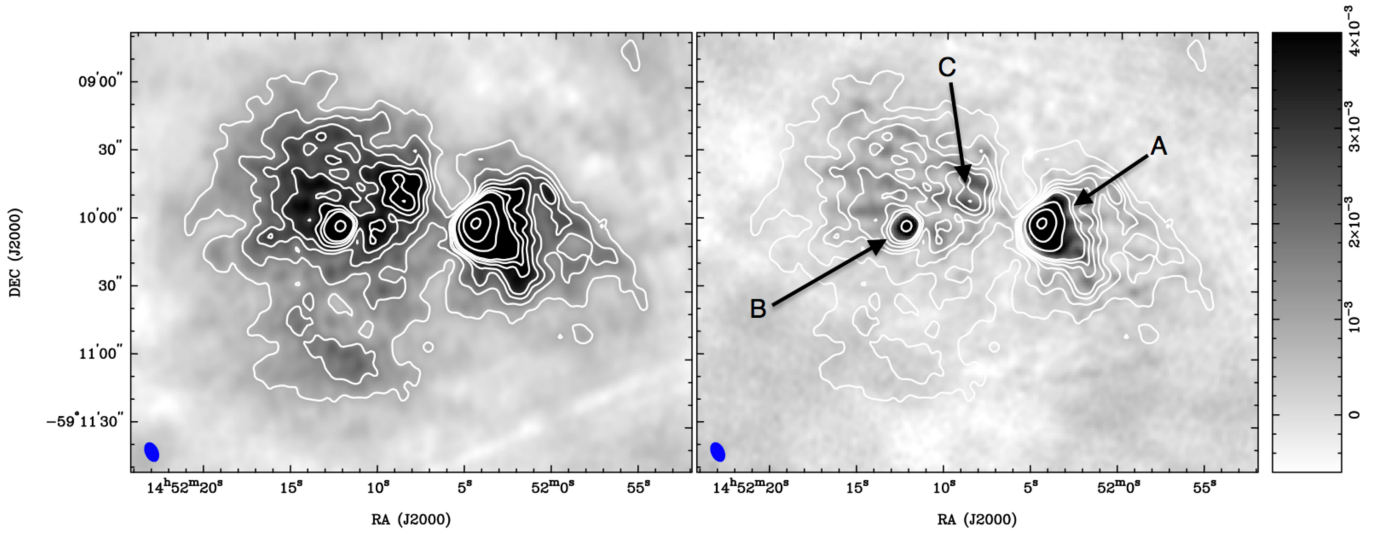 DEC (J2000)
09′00″
30″
10′00″
30″
11′00″
−59°11′30″
14ʰ52ᵐ20ˢ 15ˢ 10ˢ 5ˢ 52ᵐ0ˢ 55ˢ
RA (J2000)
C
A
B
14ʰ52ᵐ20ˢ 15ˢ 10ˢ 5ˢ 52ᵐ0ˢ 55ˢ
RA (J2000)
4×10⁻³
3×10⁻³
2×10⁻³
10⁻³
0